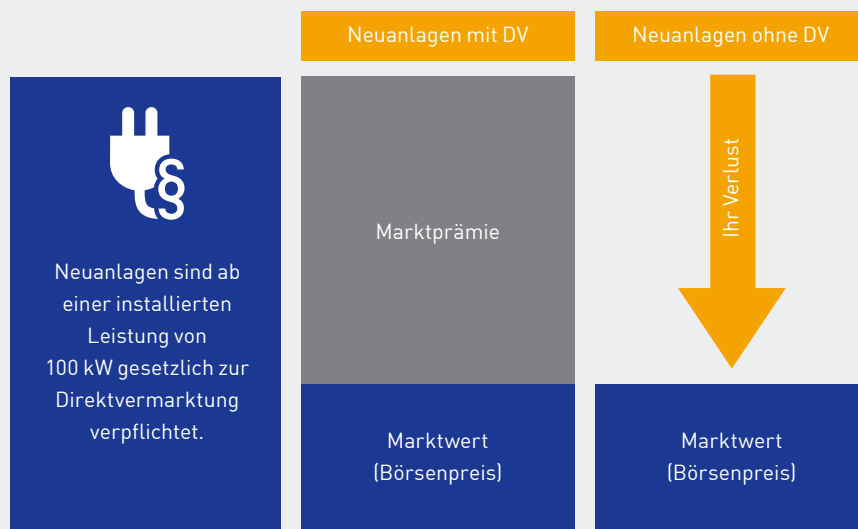 Neuanlagen mit DV
Neuanlagen ohne DV
§
Neuanlagen sind ab
einer installierten
Leistung von
100 kW gesetzlich zur
Direktvermarktung
verpflichtet.
Marktprämie
Marktwert
(Börsenpreis)
Ihr Verlust
Marktwert
(Börsenpreis)